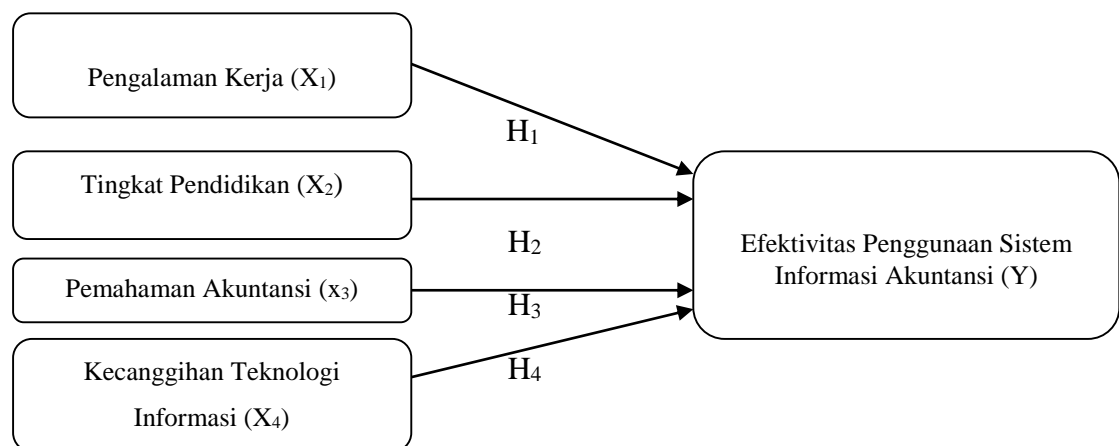 Pengalaman Kerja (X₁)
H₁
Tingkat Pendidikan (X₂)
H₂
Pemahaman Akuntansi (x₃)
H₃
Kecanggihan Teknologi
Informasi (X₄)
H₄
Efektivitas Penggunaan Sistem
Informasi Akuntansi (Y)